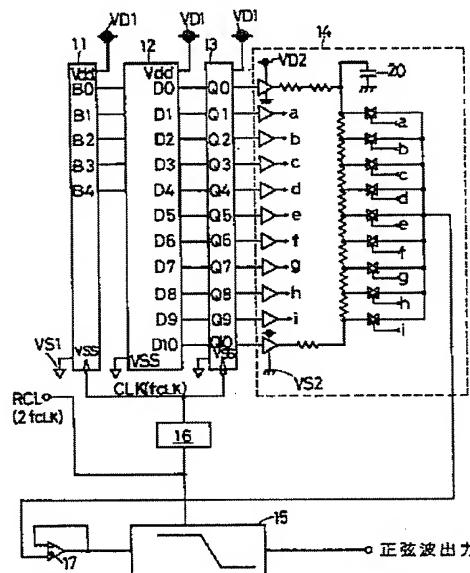 VD1 VD1 VD1
11 12 13 14
Vdd Vdd VD2
B0 D0 Q0 20
B1 D1 Q1 a
a
B2 D2 Q2 b
b
B3 D3 Q3 c
c
B4 D4 Q4 d
d
D5 Q5 e
e
D6 Q6 f
f
D7 Q7 g
g
D8 Q8 h
h
D9 Q9 i
i
D10 Q10
VS1 VSS VSS VSS VS2
CLK(fCLK)
RCL
(2fCLK)
16
15
17
正弦波出力